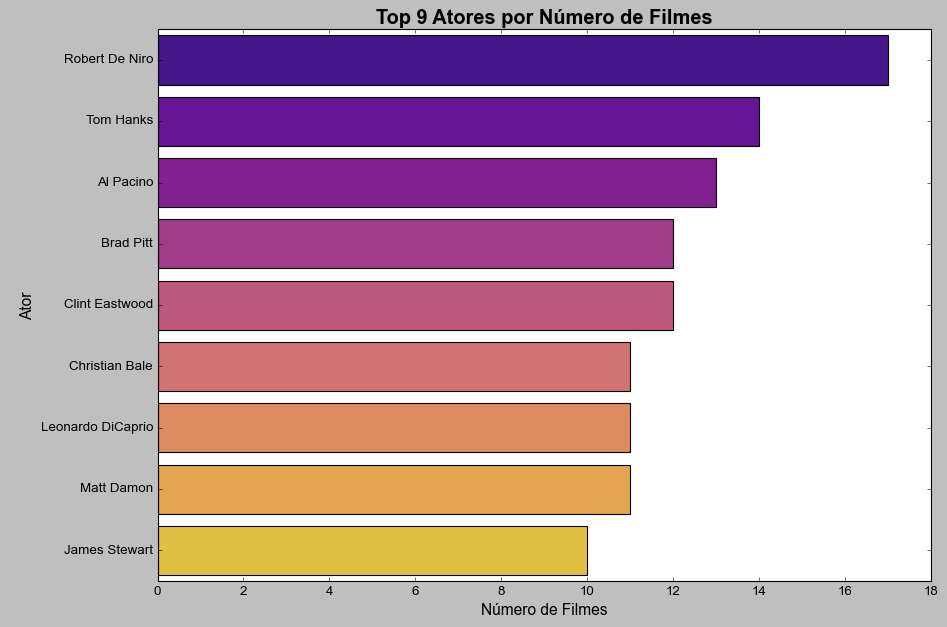 Top 9 Atores por Número de Filmes
Ator
Robert De Niro
Tom Hanks
Al Pacino
Brad Pitt
Clint Eastwood
Christian Bale
Leonardo DiCaprio
Matt Damon
James Stewart
0 2 4 6 8 10 12 14 16 18
Número de Filmes